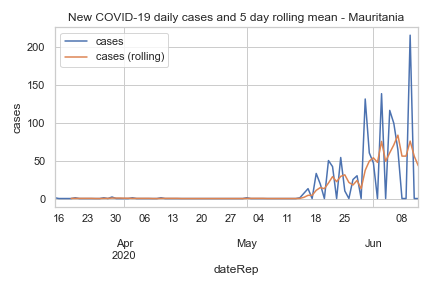 New COVID-19 daily cases and 5 day rolling mean - Mauritania
cases
cases (rolling)
200
150
100
50
0
cases
16 23 30 06 13 20 27 04 11 18 25 08
Apr May Jun
2020
dateRep